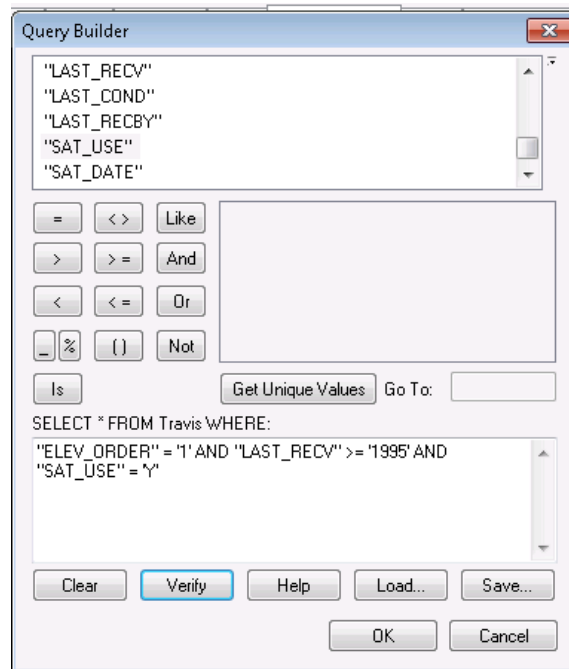 Query Builder
"LAST_RECV"
"LAST_COND"
"LAST_RECBY"
"SAT_USE"
"SAT_DATE"
= < > Like
> > = And
< < = Or
_ % ( ) Not
Is Get Unique Values Go To:
SELECT * FROM Travis WHERE:
"ELEV_ORDER" = '1' AND "LAST_RECV" >= '1995' AND
"SAT_USE" = 'Y'
Clear Verify Help Load... Save...
OK Cancel